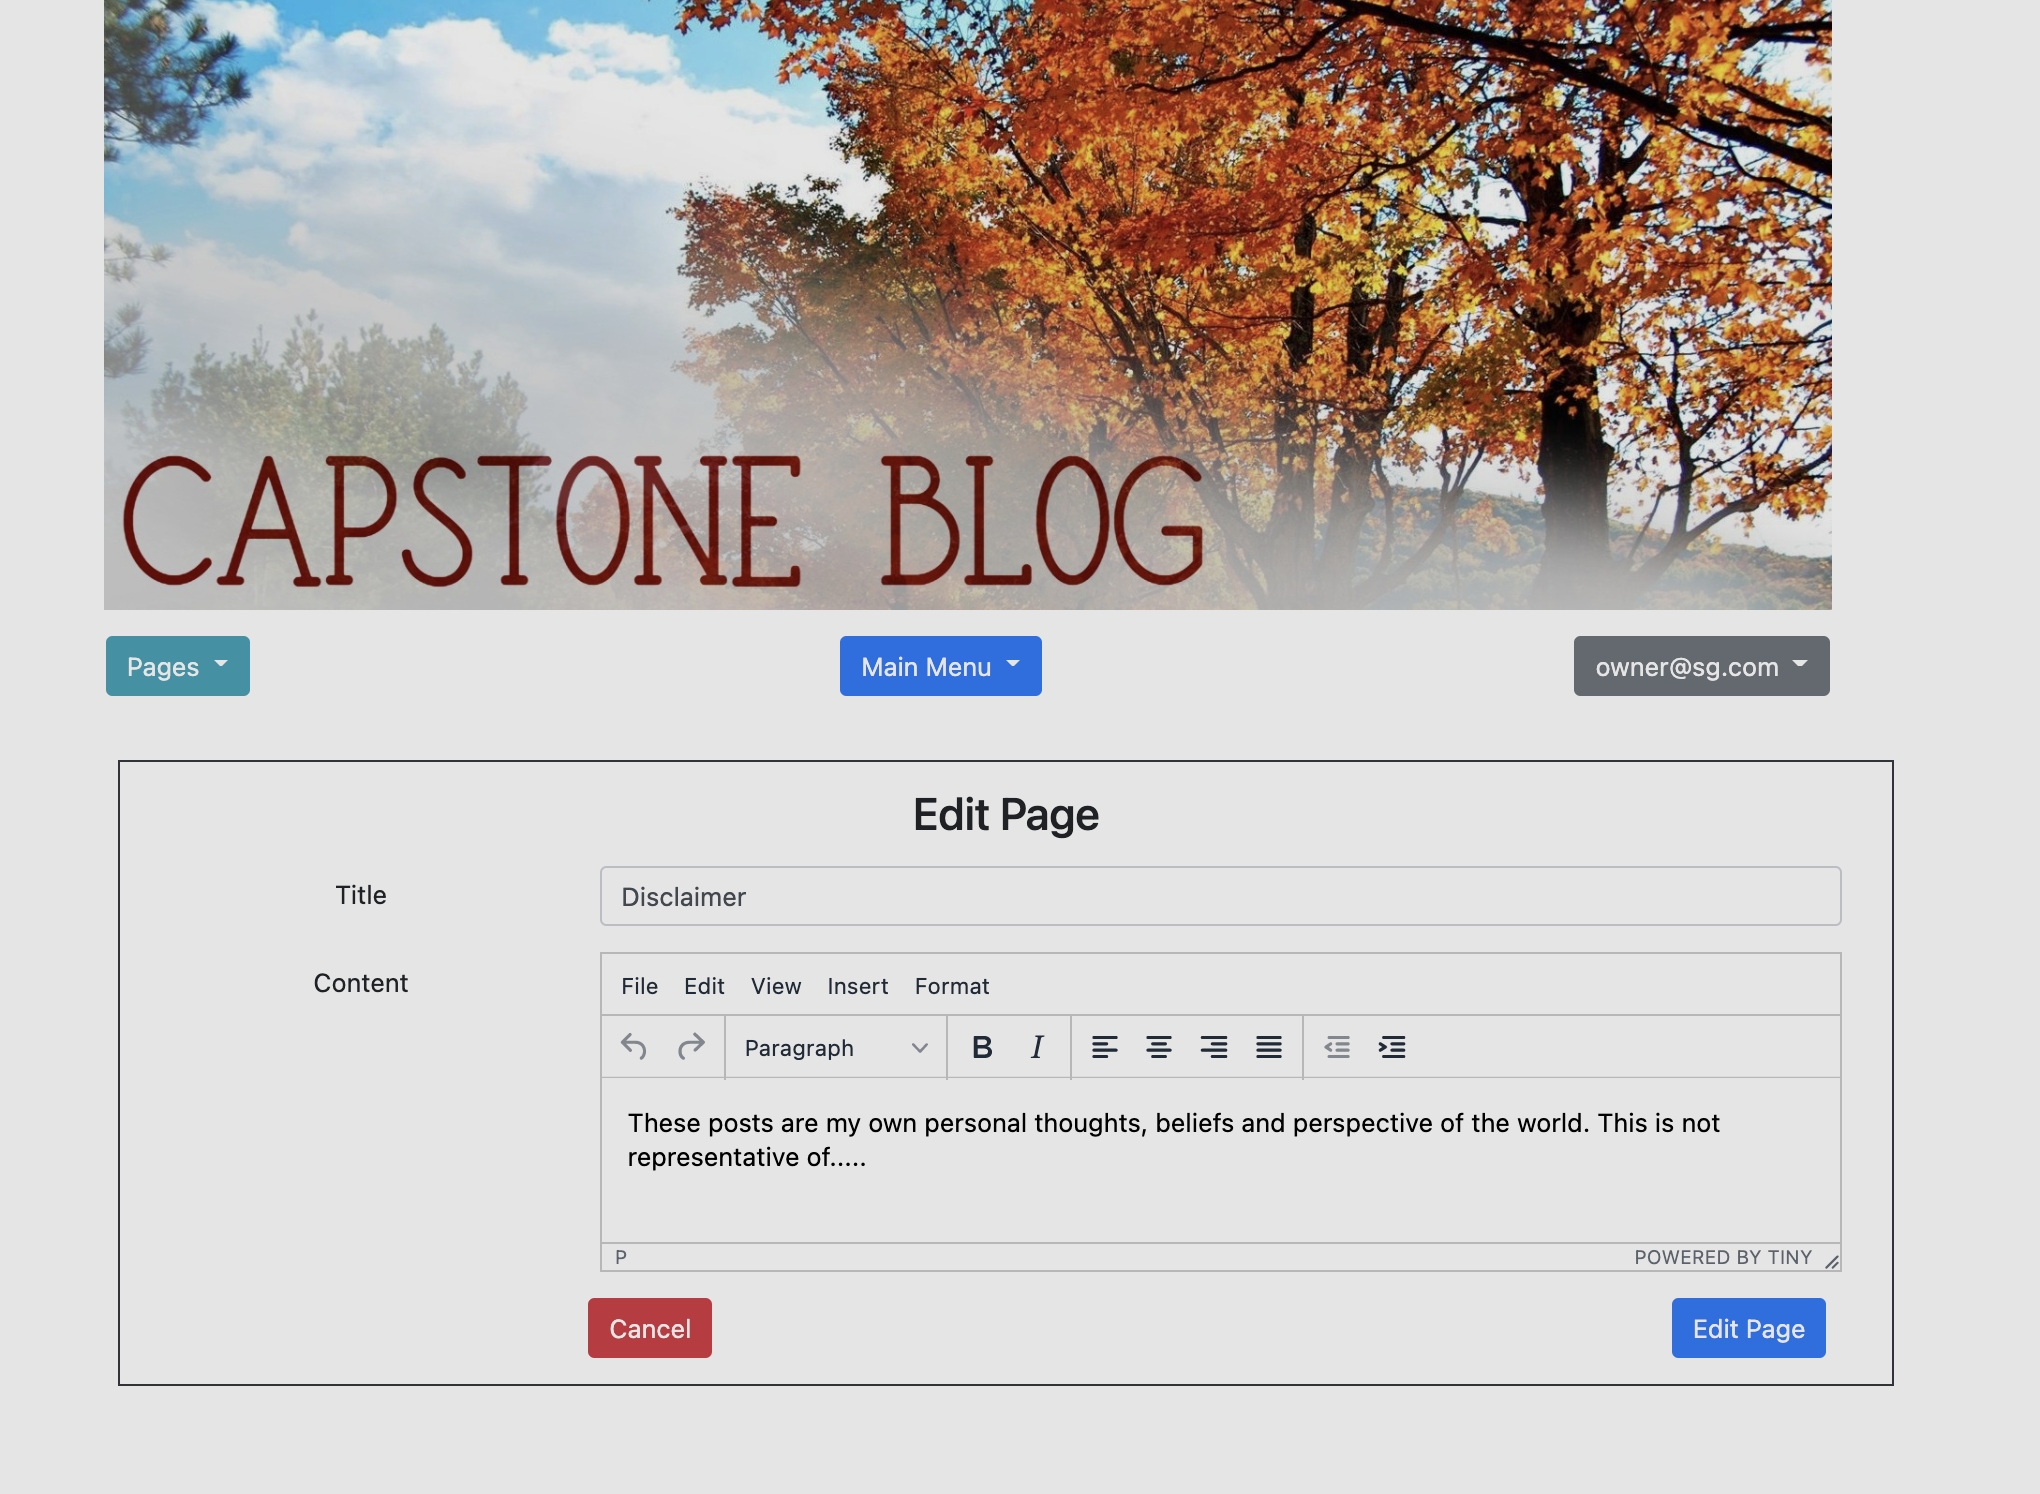 CAPSTONE BLOG
Pages
Main Menu
owner@sg.com
Edit Page
Title
Disclaimer
Content
File Edit View Insert Format
Paragraph B I
These posts are my own personal thoughts, beliefs and perspective of the world. This is not
representative of.....
P
POWERED BY TINY
Cancel
Edit Page